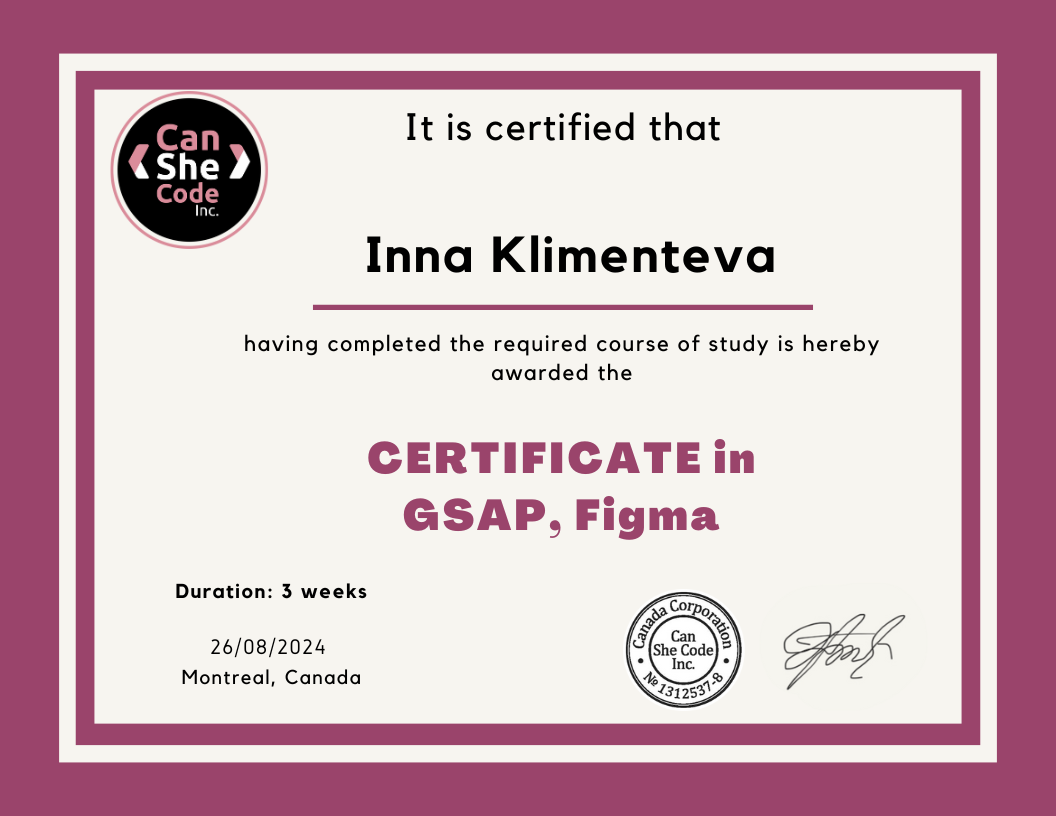 Can
She
Code
Inc.
It is certified that
Inna Klimenteva
having completed the required course of study is hereby
awarded the
CERTIFICATE in
GSAP, Figma
Duration: 3 weeks
26/08/2024
Montreal, Canada
Canada Corporation
Can
She Code
Inc.
№ 1312537-8